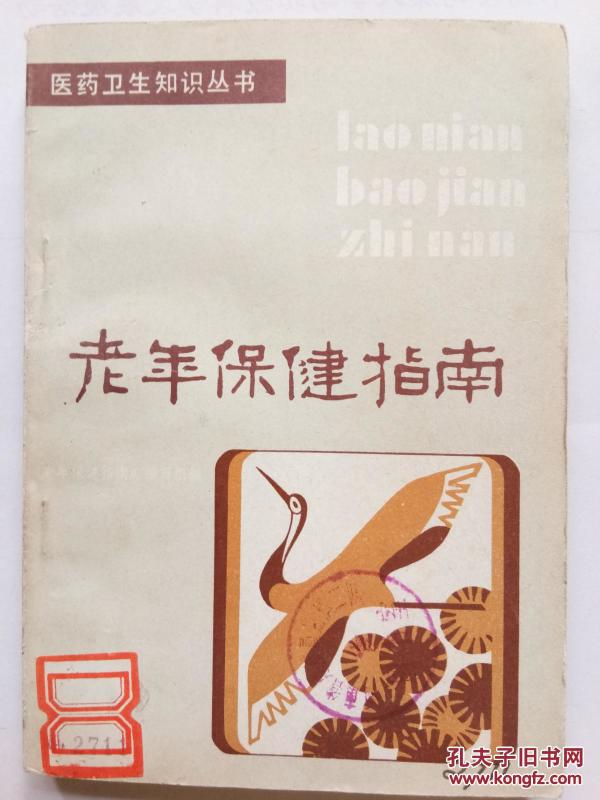 医药卫生知识丛书
lao nian
bao jian
zhi nan
老年保健指南
2711
孔夫子旧书网
www.kongfz.com